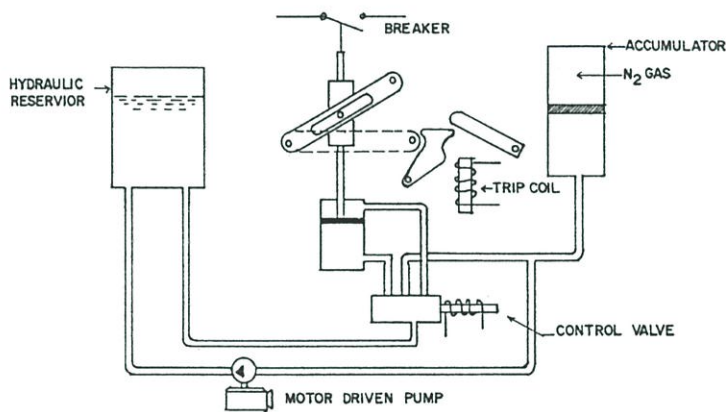 BREAKER
ACCUMULATOR
N2 GAS
HYDRAULIC
RESERVIOR
TRIP COIL
CONTROL VALVE
MOTOR DRIVEN PUMP